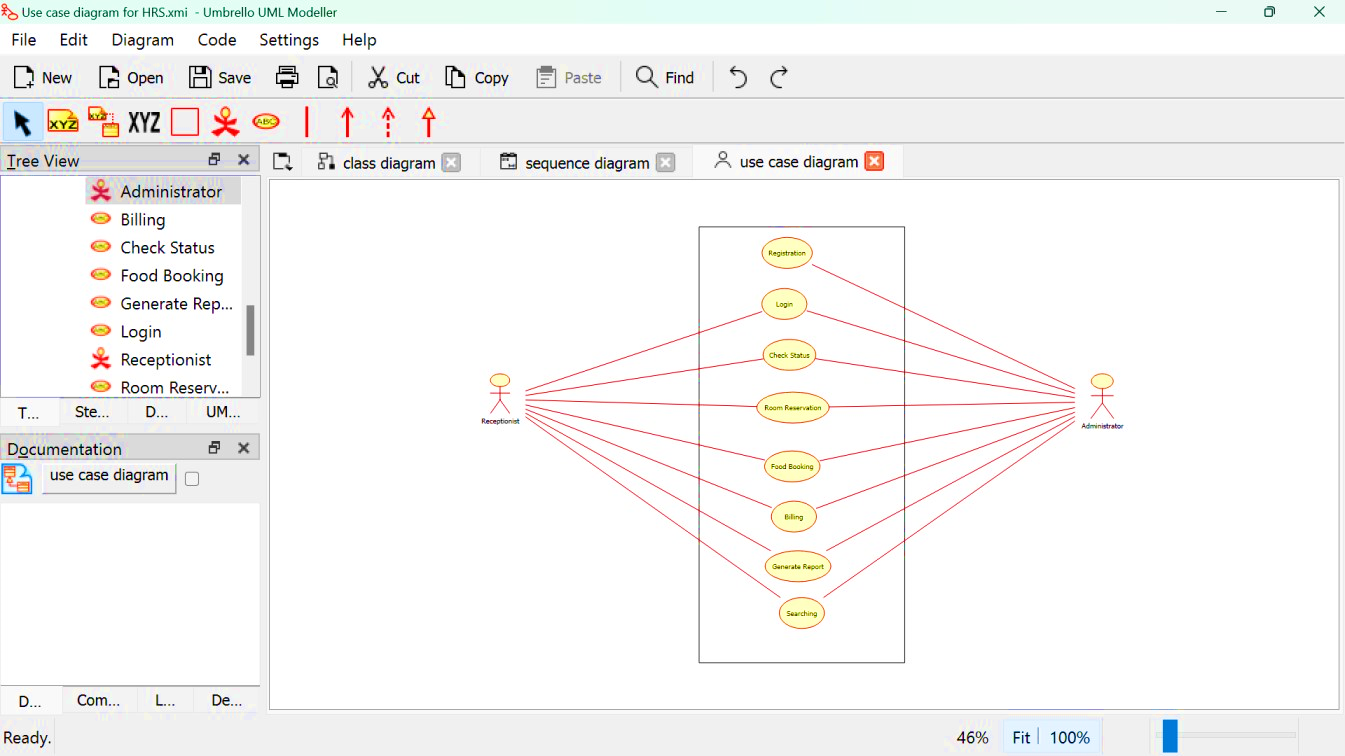 Use case diagram for HRS.xmi - Umbrello UML Modeller
File Edit Diagram Code Settings Help
New Open Save Cut Copy Paste Find
XYZ XYZ XYZ ABC
Tree View
class diagram sequence diagram use case diagram
Administrator
Billing
Check Status
Food Booking
Generate Rep...
Login
Receptionist
Room Reserv...
T... Ste... D... UM...
Documentation
use case diagram
D... Com... L... De...
Registration
Login
Check Status
Room Reservation
Food Booking
Billing
Generate Report
Searching
Receptionist
Administrator
Ready.
46% Fit 100%